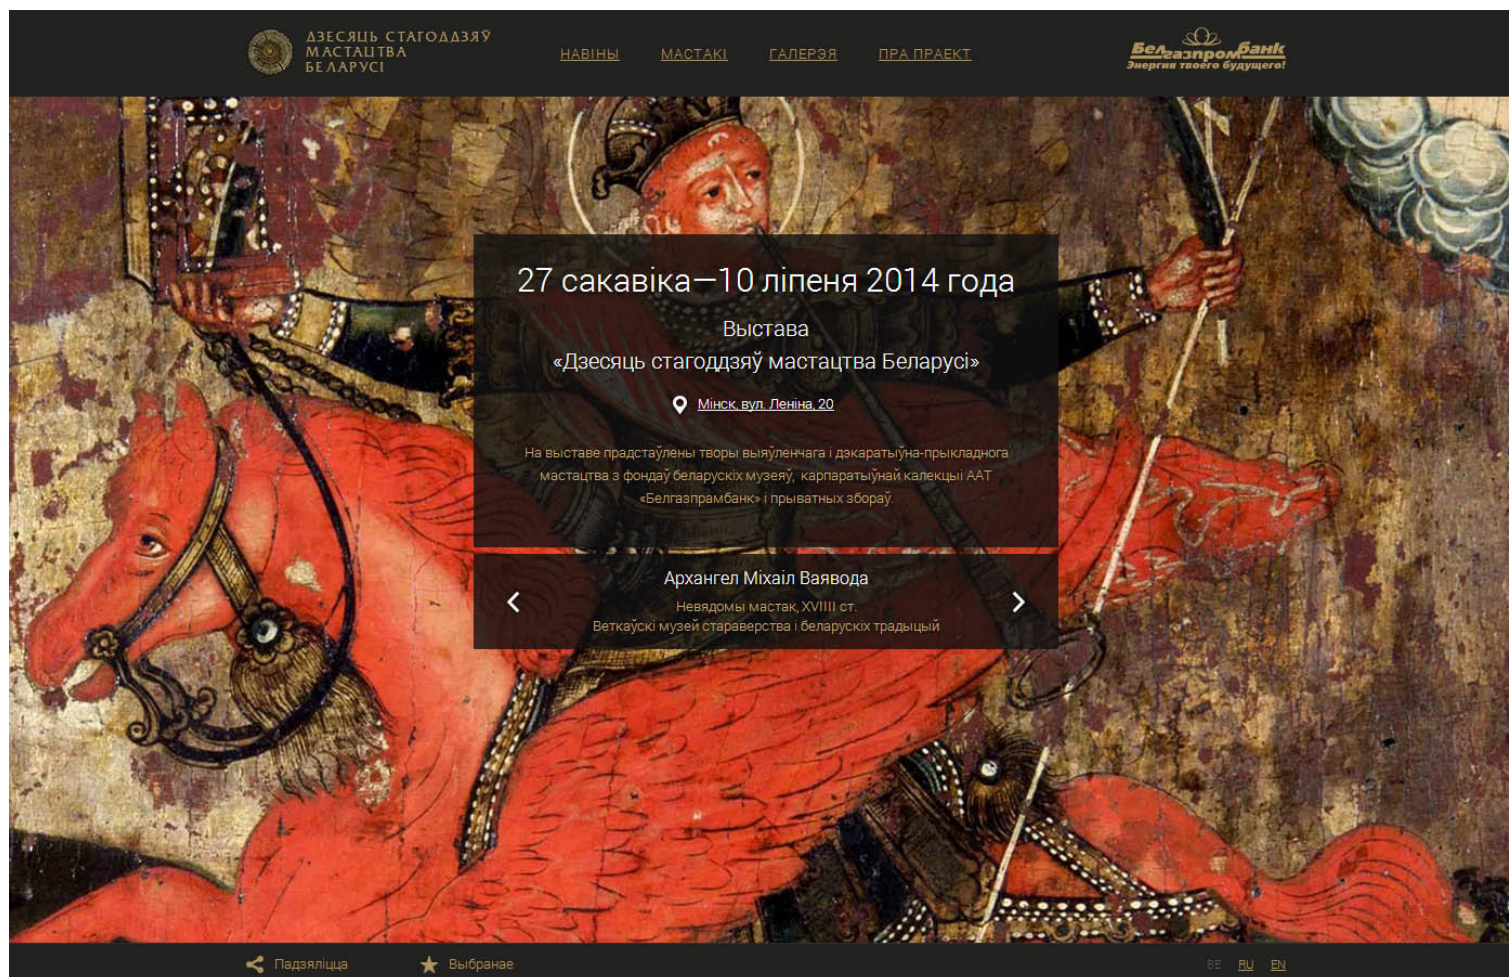 ДЗЕСЯЦЬ СТАГОДДЗЯЎ
МАСТАЦТВА
БЕЛАРУСІ
НАВІНЫ МАСТАКІ ГАЛЕРЭЯ ПРА ПРАЕКТ
Белгазпромбанк
Энергия твоего будущего!
27 сакавіка—10 ліпеня 2014 года
Выстава
«Дзесяць стагоддзяў мастацтва Беларусі»
Мінск, вул. Леніна, 20
На выставе прадстаўлены творы выяўленчага і дэкаратыўна-прыкладнога
мастацтва з фондаў беларускіх музеяў, карпаратыўнай калекцыі ААТ
«Белгазпрамбанк» і прыватных збораў.
Архангел Міхаіл Ваявода
Невядомы мастак, XVIIII ст.
Веткаўскі музей стараверства і беларускіх традыцый
Падзяліцца Выбранае BE RU EN